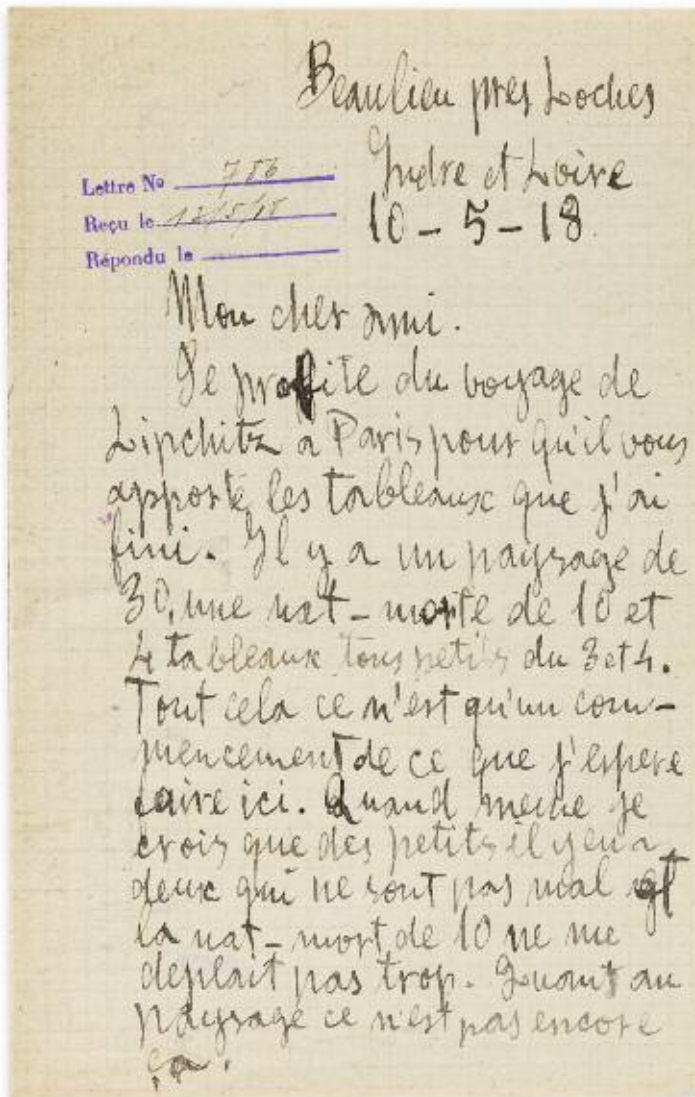 Beaulieu pres Loches
Indre et Loire
10 - 5 - 18.
Lettre No 786
Reçu le 12/5/18
Répondu le
Mon cher ami.
Je profite du voyage de
Lipchitz a Paris pour qu'il vous
apporte les tableaux que j'ai
fini. Il y a un paysage de
30, une nat-morte de 10 et
4 tableaux tous petits du 3 et 4.
Tout cela ce n'est qu'un com-
mencement de ce que j'espere
faire ici. Quand meme je
crois que des petits il y en a
deux qui ne sont pas mal et
la nat-mort de 10 ne me
deplait pas trop. Quant au
paysage ce n'est pas encore
ça.